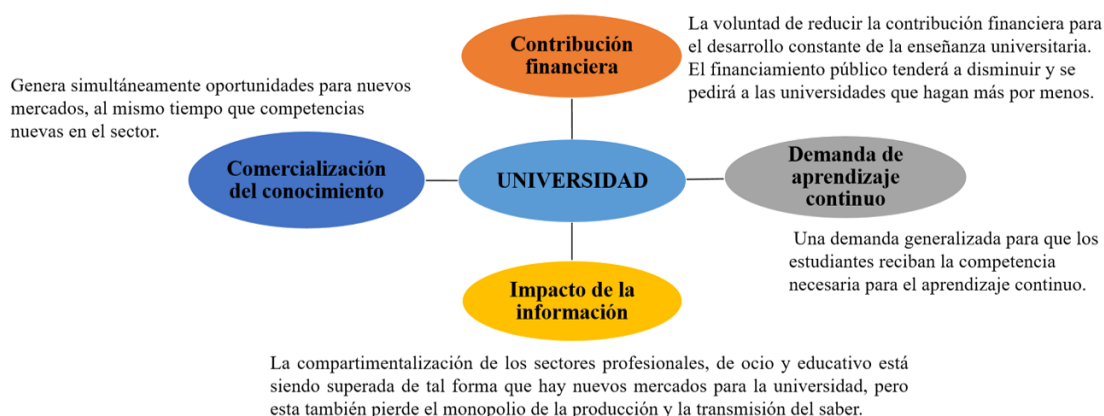 Contribución
financiera
La voluntad de reducir la contribución financiera para
el desarrollo constante de la enseñanza universitaria.
El financiamiento público tenderá a disminuir y se
pedirá a las universidades que hagan más por menos.
Genera simultáneamente oportunidades para nuevos
mercados, al mismo tiempo que competencias
nuevas en el sector.
Comercialización
del conocimiento
UNIVERSIDAD
Demanda de
aprendizaje
continuo
Una demanda generalizada para que los
estudiantes reciban la competencia
necesaria para el aprendizaje continuo.
Impacto de la
información
La compartimentalización de los sectores profesionales, de ocio y educativo está
siendo superada de tal forma que hay nuevos mercados para la universidad, pero
esta también pierde el monopolio de la producción y la transmisión del saber.